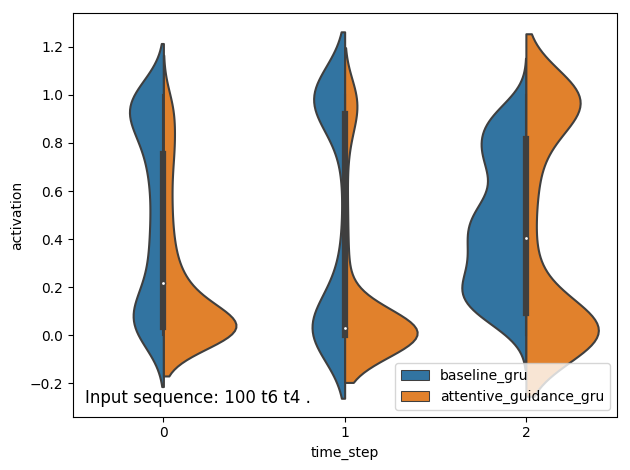 1.2
1.0
0.8
0.6
0.4
0.2
0.0
−0.2
activation
Input sequence: 100 t6 t4 .
baseline_gru
attentive_guidance_gru
0
1
2
time_step